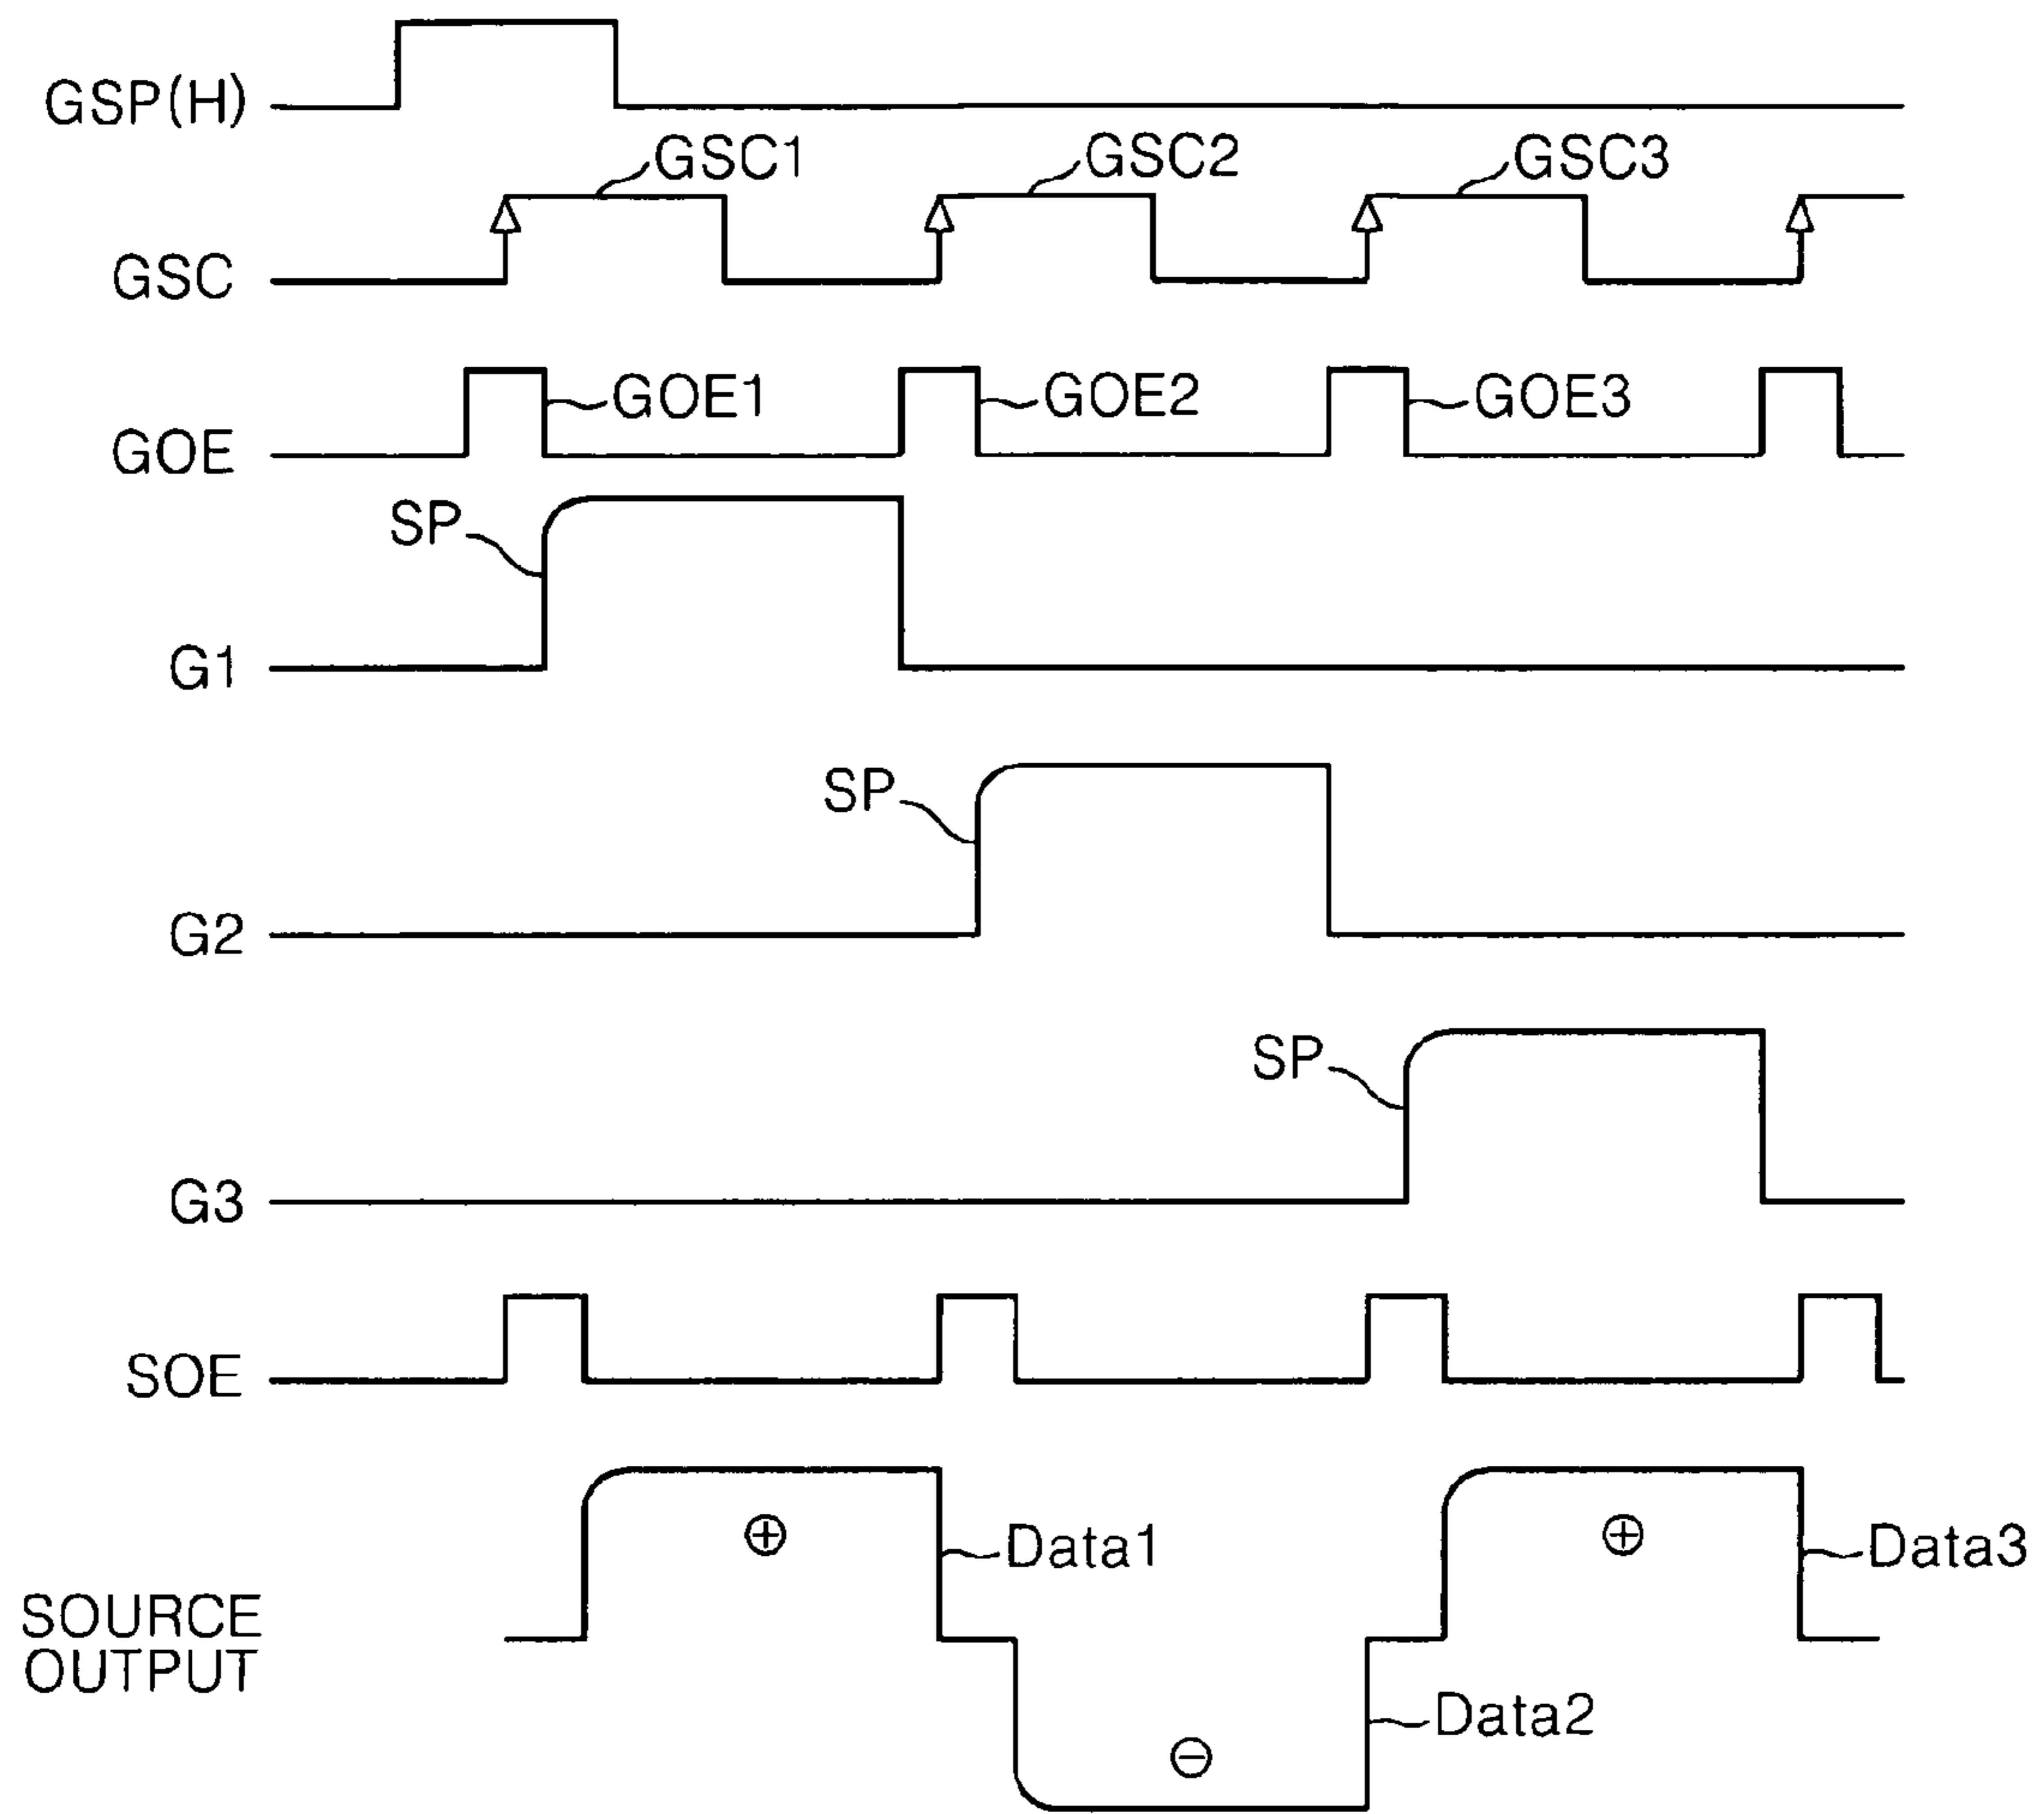 GSP(H)
GSC1
GSC2
GSC3
GSC
GOE1
GOE2
GOE3
GOE
SP
G1
SP
G2
SP
G3
SOE
⊕
⊕
Data1
Data3
SOURCE
OUTPUT
Data2
⊖